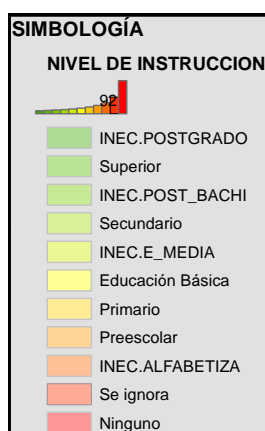 SIMBOLOGÍA
NIVEL DE INSTRUCCION
INEC.POSTGRADO
Superior
INEC.POST_BACHI
Secundario
INEC.E_MEDIA
Educación Básica
Primario
Preescolar
INEC.ALFABETIZA
Se ignora
Ninguno